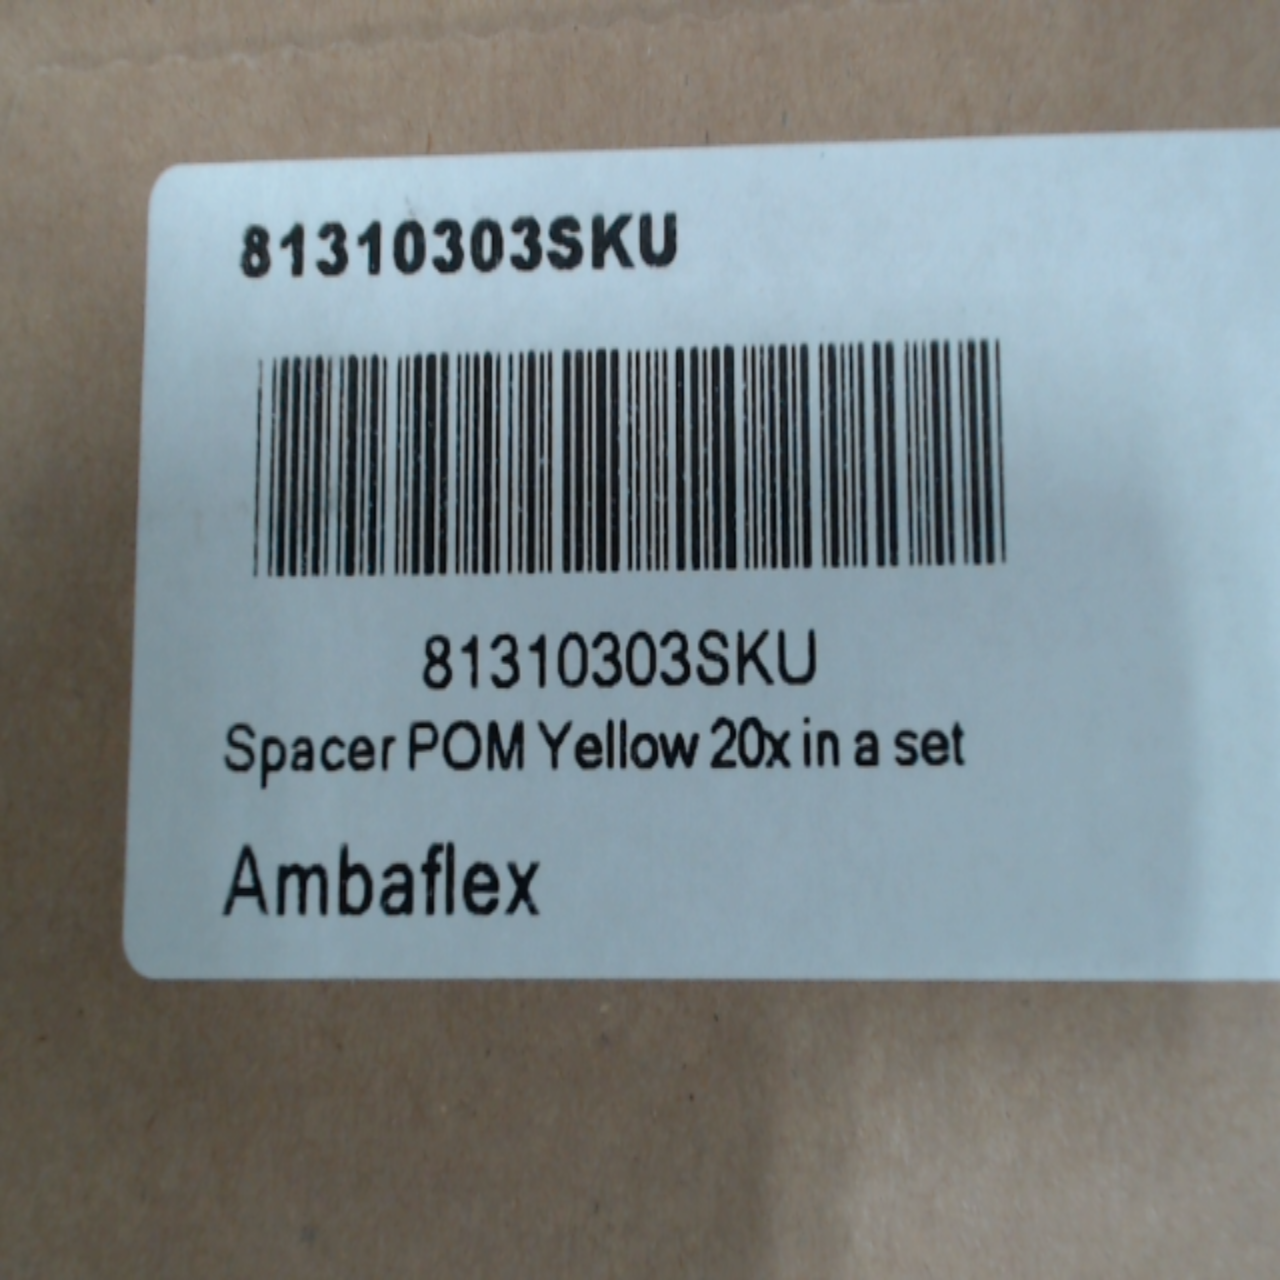 81310303SKU
81310303SKU
Spacer POM Yellow 20x in a set
Ambaflex